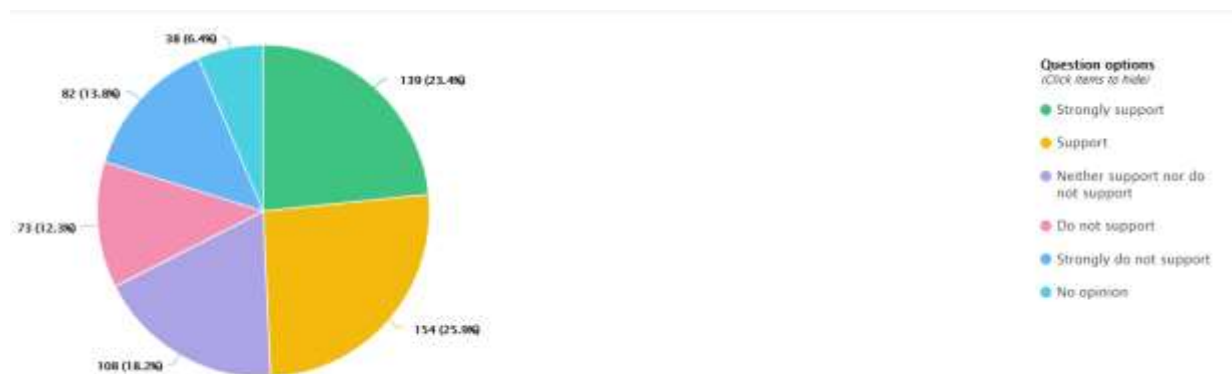 38 (6.4%)
139 (23.4%)
82 (13.8%)
73 (12.3%)
154 (25.9%)
108 (18.2%)
Question options
(Click items to hide)
Strongly support
Support
Neither support nor do
not support
Do not support
Strongly do not support
No opinion